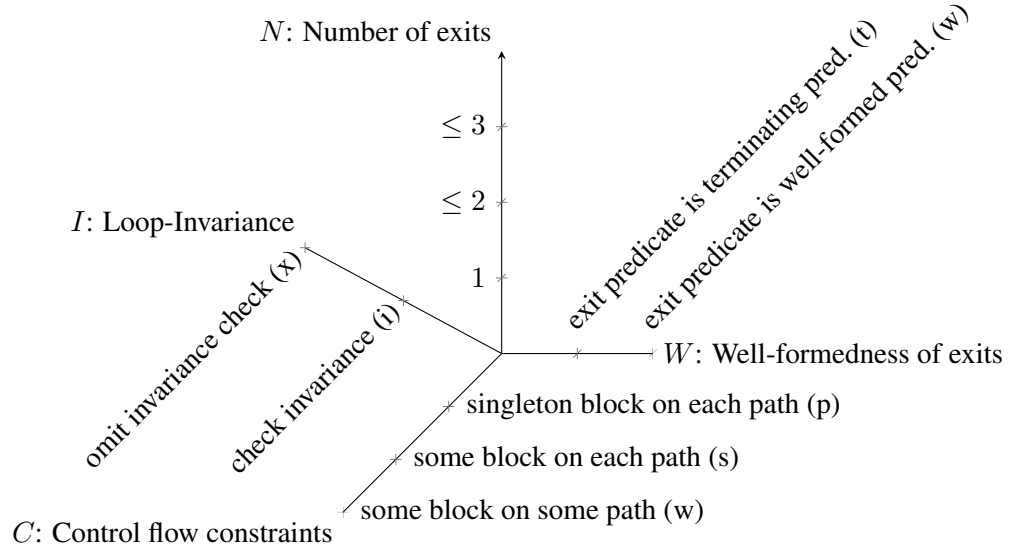 N: Number of exits
≤ 3
≤ 2
1
exit predicate is terminating pred. (t)
exit predicate is well-formed pred. (w)
I: Loop-Invariance
omit invariance check (x)
check invariance (i)
W: Well-formedness of exits
singleton block on each path (p)
some block on each path (s)
some block on some path (w)
C: Control flow constraints